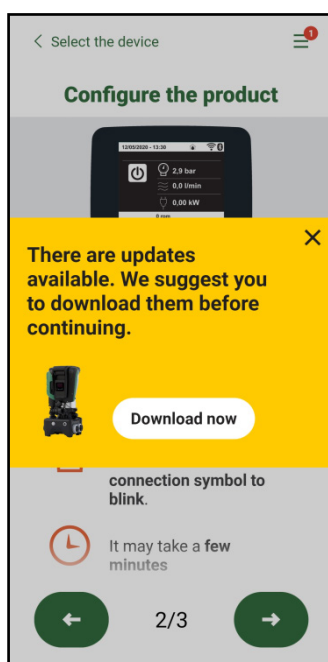 Select the device
1
Configure the product
12/03/2020 - 13:39
2,9 bar
0,0 l/min
0,00 kW
There are updates
available. We suggest you
to download them before
continuing.
Download now
connection symbol to
blink.
It may take a few
minutes
2/3